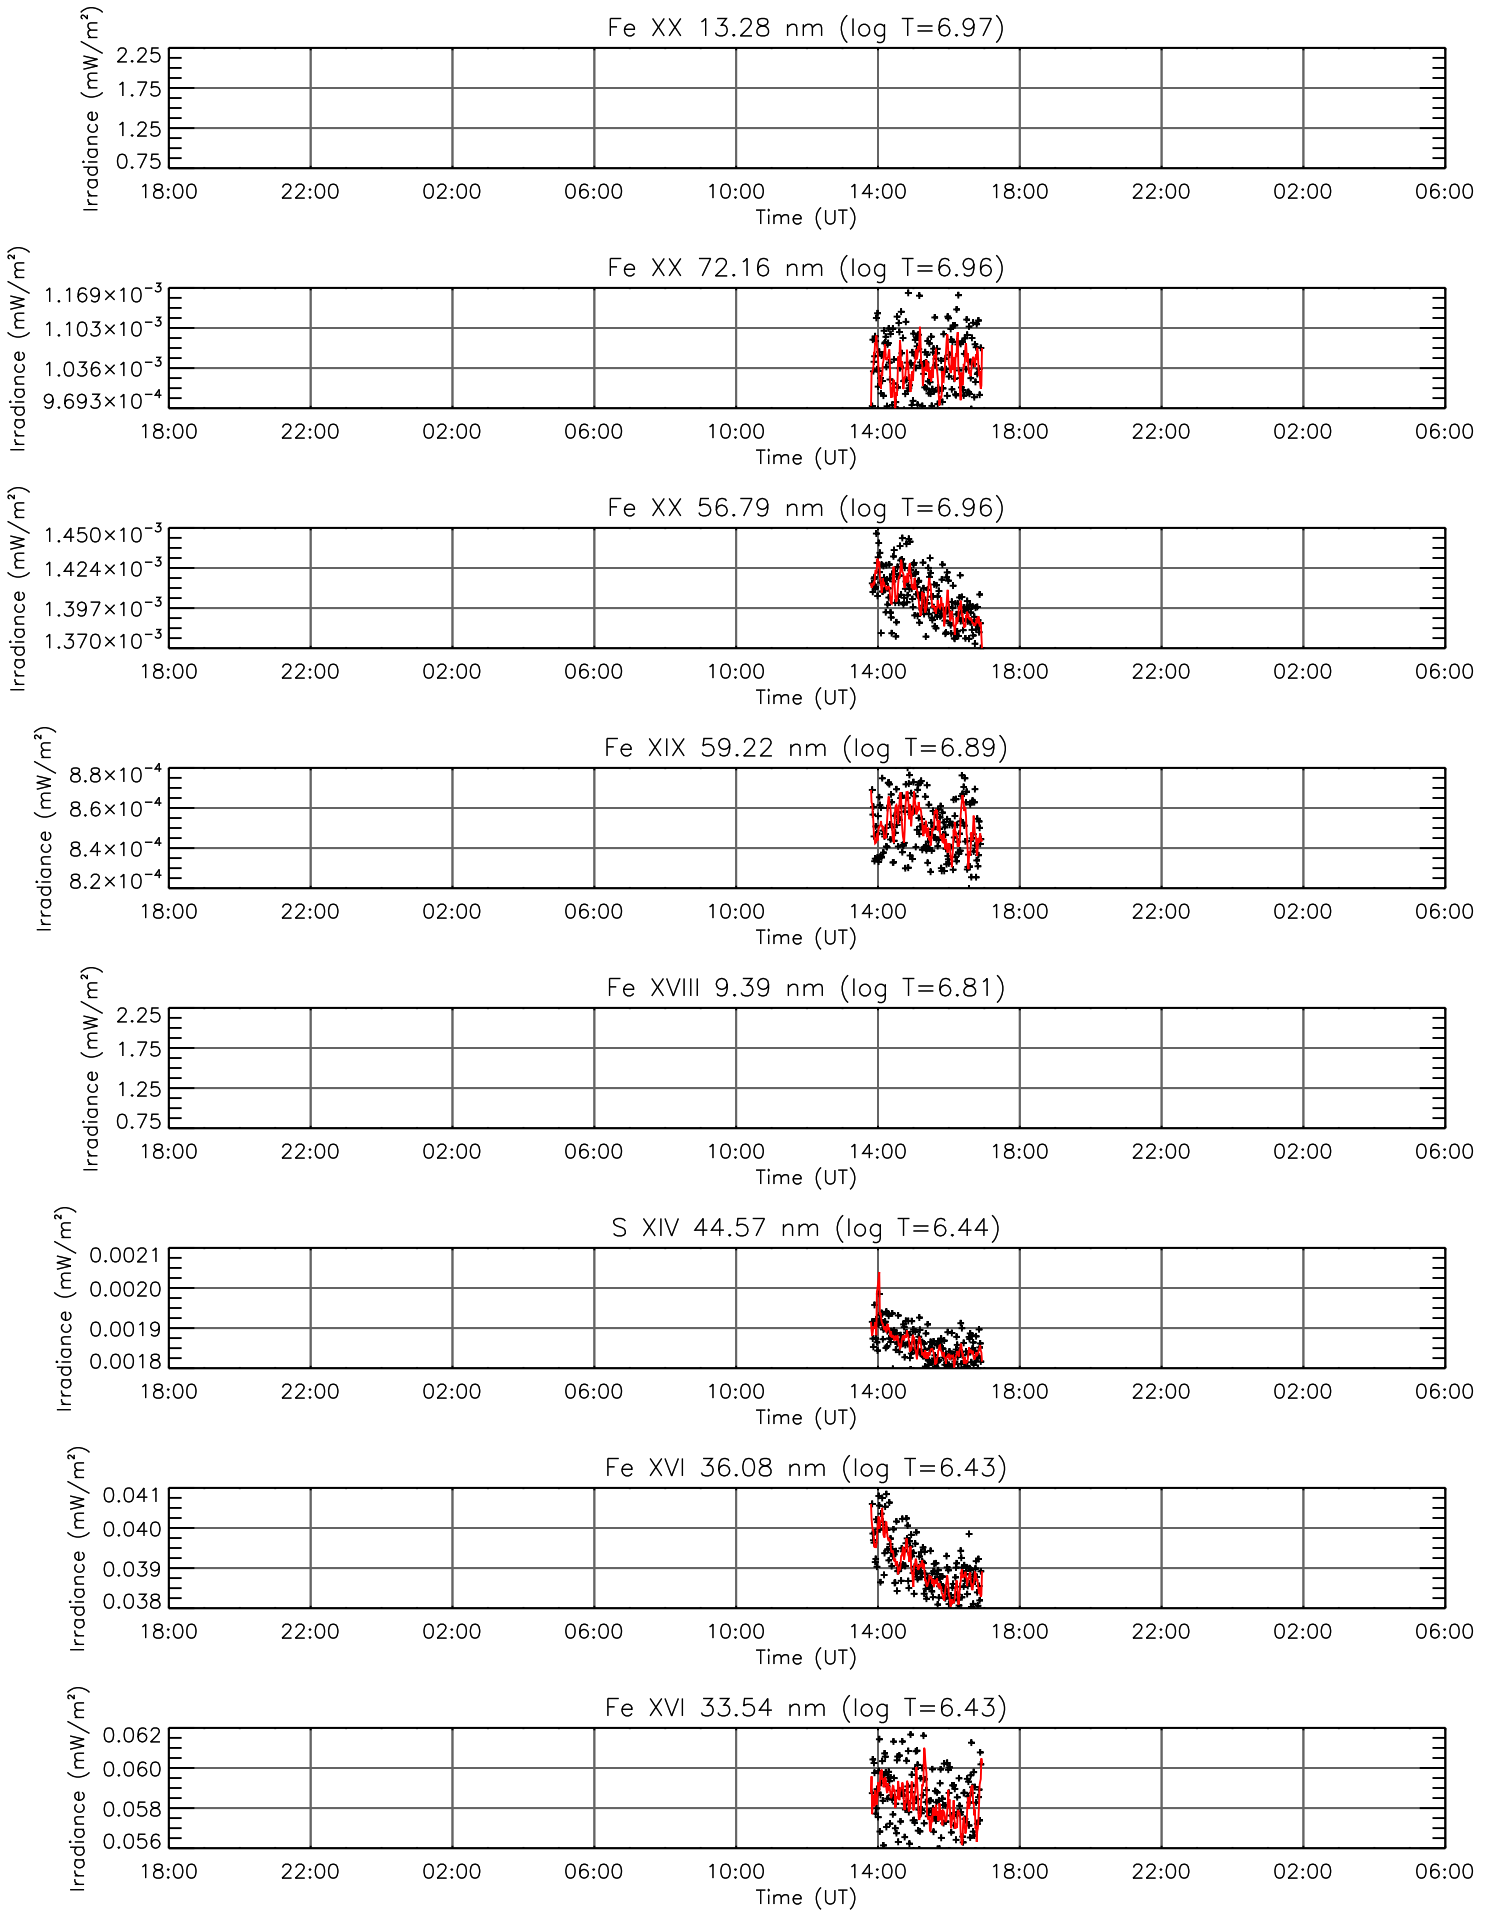 Fe XX 13.28 nm (log T=6.97)
Irradiance (mW/m²)
2.25
1.75
1.25
0.75
18:00 22:00 02:00 06:00 10:00 14:00 18:00 22:00 02:00 06:00
Time (UT)
Fe XX 72.16 nm (log T=6.96)
Irradiance (mW/m²)
1.169×10⁻³
1.103×10⁻³
1.036×10⁻³
9.693×10⁻⁴
18:00 22:00 02:00 06:00 10:00 14:00 18:00 22:00 02:00 06:00
Time (UT)
Fe XX 56.79 nm (log T=6.96)
Irradiance (mW/m²)
1.450×10⁻³
1.424×10⁻³
1.397×10⁻³
1.370×10⁻³
18:00 22:00 02:00 06:00 10:00 14:00 18:00 22:00 02:00 06:00
Time (UT)
Fe XIX 59.22 nm (log T=6.89)
Irradiance (mW/m²)
8.8×10⁻⁴
8.6×10⁻⁴
8.4×10⁻⁴
8.2×10⁻⁴
18:00 22:00 02:00 06:00 10:00 14:00 18:00 22:00 02:00 06:00
Time (UT)
Fe XVIII 9.39 nm (log T=6.81)
Irradiance (mW/m²)
2.25
1.75
1.25
0.75
18:00 22:00 02:00 06:00 10:00 14:00 18:00 22:00 02:00 06:00
Time (UT)
S XIV 44.57 nm (log T=6.44)
Irradiance (mW/m²)
0.0021
0.0020
0.0019
0.0018
18:00 22:00 02:00 06:00 10:00 14:00 18:00 22:00 02:00 06:00
Time (UT)
Fe XVI 36.08 nm (log T=6.43)
Irradiance (mW/m²)
0.041
0.040
0.039
0.038
18:00 22:00 02:00 06:00 10:00 14:00 18:00 22:00 02:00 06:00
Time (UT)
Fe XVI 33.54 nm (log T=6.43)
Irradiance (mW/m²)
0.062
0.060
0.058
0.056
18:00 22:00 02:00 06:00 10:00 14:00 18:00 22:00 02:00 06:00
Time (UT)